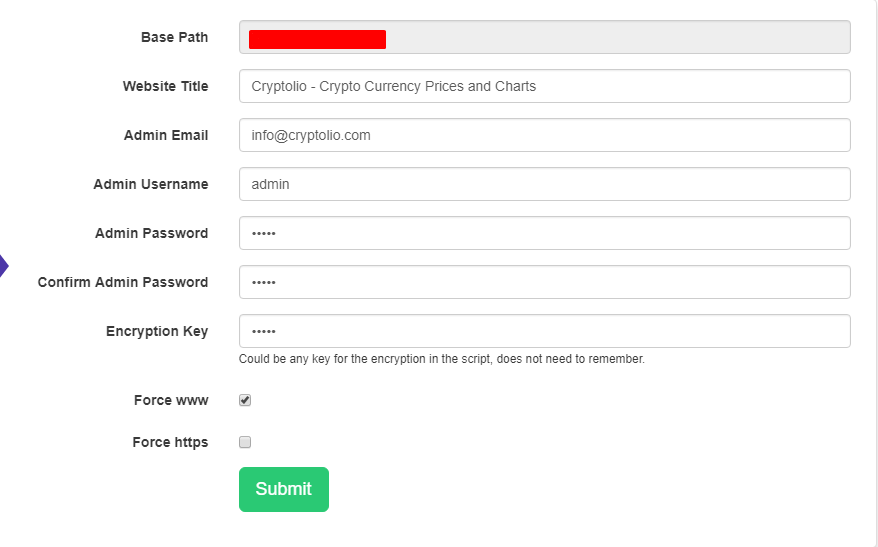 Base Path
Website Title Cryptolio - Crypto Currency Prices and Charts
Admin Email info@cryptolio.com
Admin Username admin
Admin Password •••••
Confirm Admin Password •••••
Encryption Key •••••
Could be any key for the encryption in the script, does not need to remember.
Force www
Force https
Submit